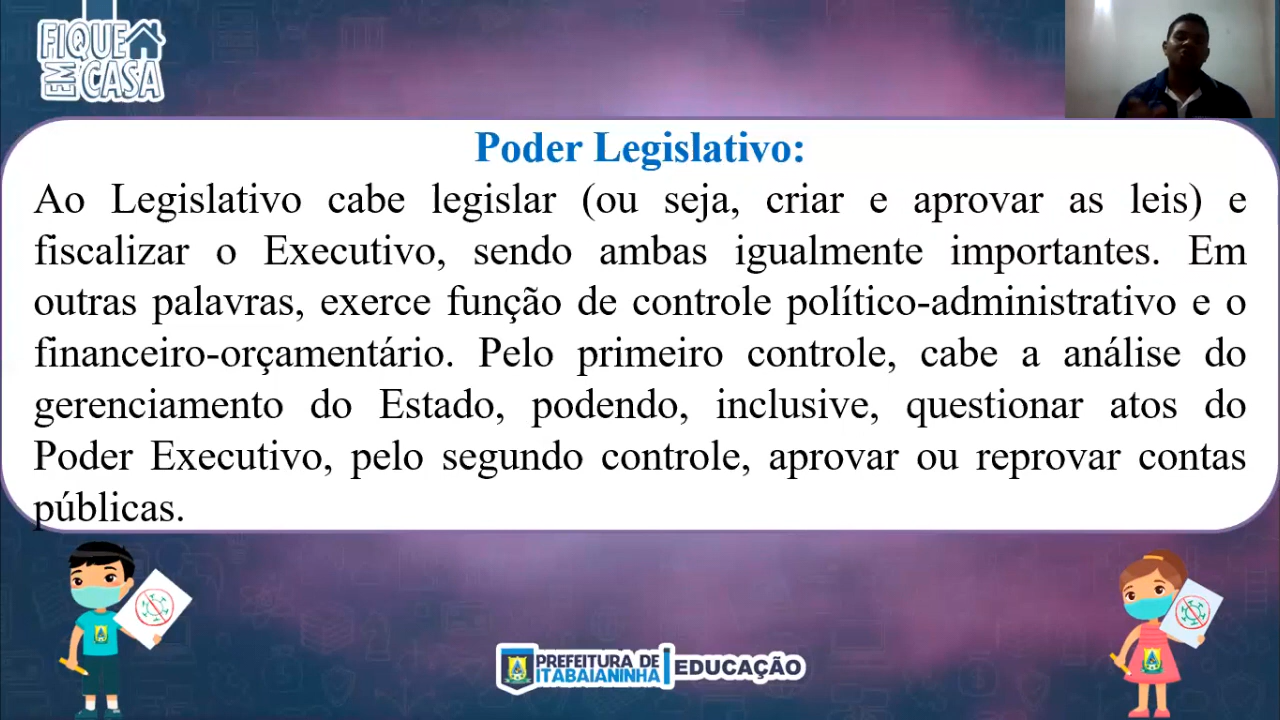 FIQUE
EM CASA
Poder Legislativo:
Ao Legislativo cabe legislar (ou seja, criar e aprovar as leis) e
fiscalizar o Executivo, sendo ambas igualmente importantes. Em
outras palavras, exerce função de controle político-administrativo e o
financeiro-orçamentário. Pelo primeiro controle, cabe a análise do
gerenciamento do Estado, podendo, inclusive, questionar atos do
Poder Executivo, pelo segundo controle, aprovar ou reprovar contas
públicas.
PREFEITURA DE
ITABAIANINHA
EDUCAÇÃO